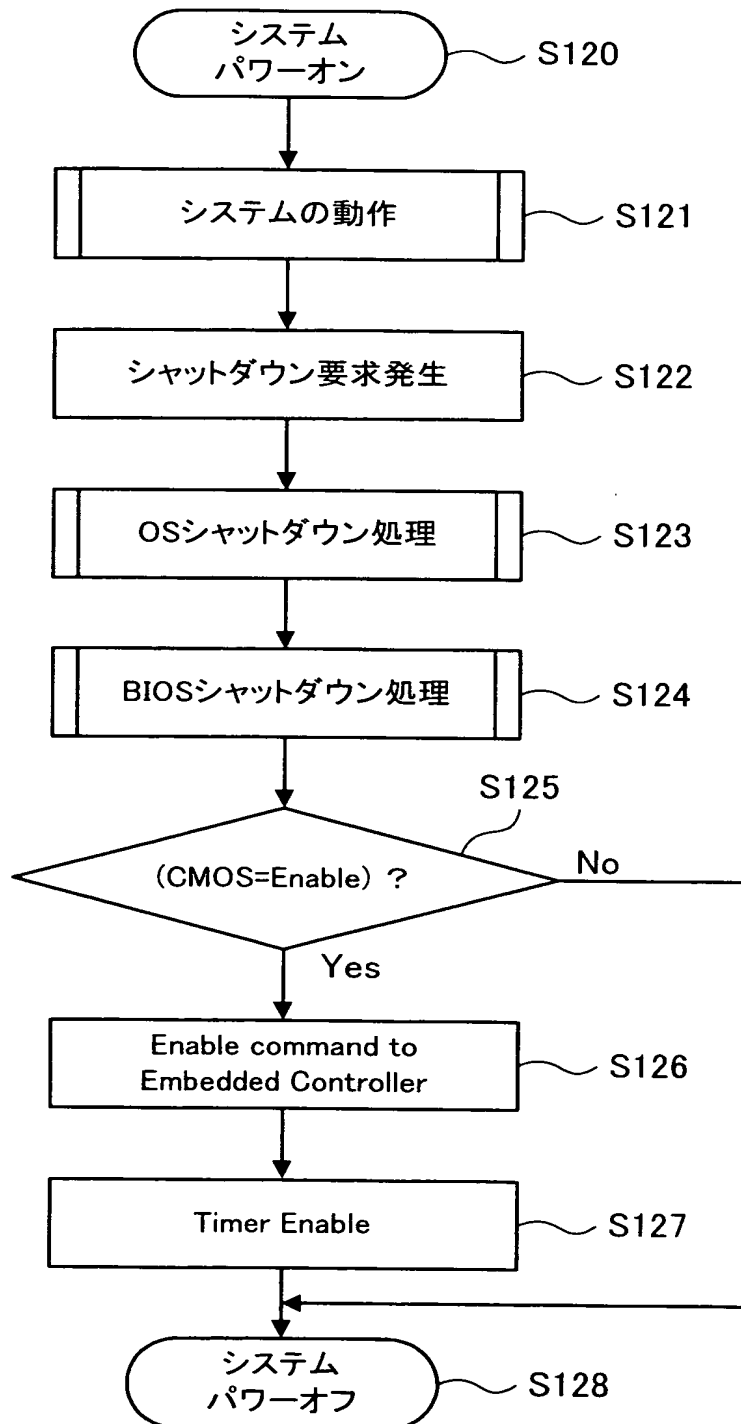 システム
パワーオン
S120
システムの動作
S121
シャットダウン要求発生
S122
OSシャットダウン処理
S123
BIOSシャットダウン処理
S124
S125
(CMOS=Enable) ?
No
Yes
Enable command to
Embedded Controller
S126
Timer Enable
S127
システム
パワーオフ
S128